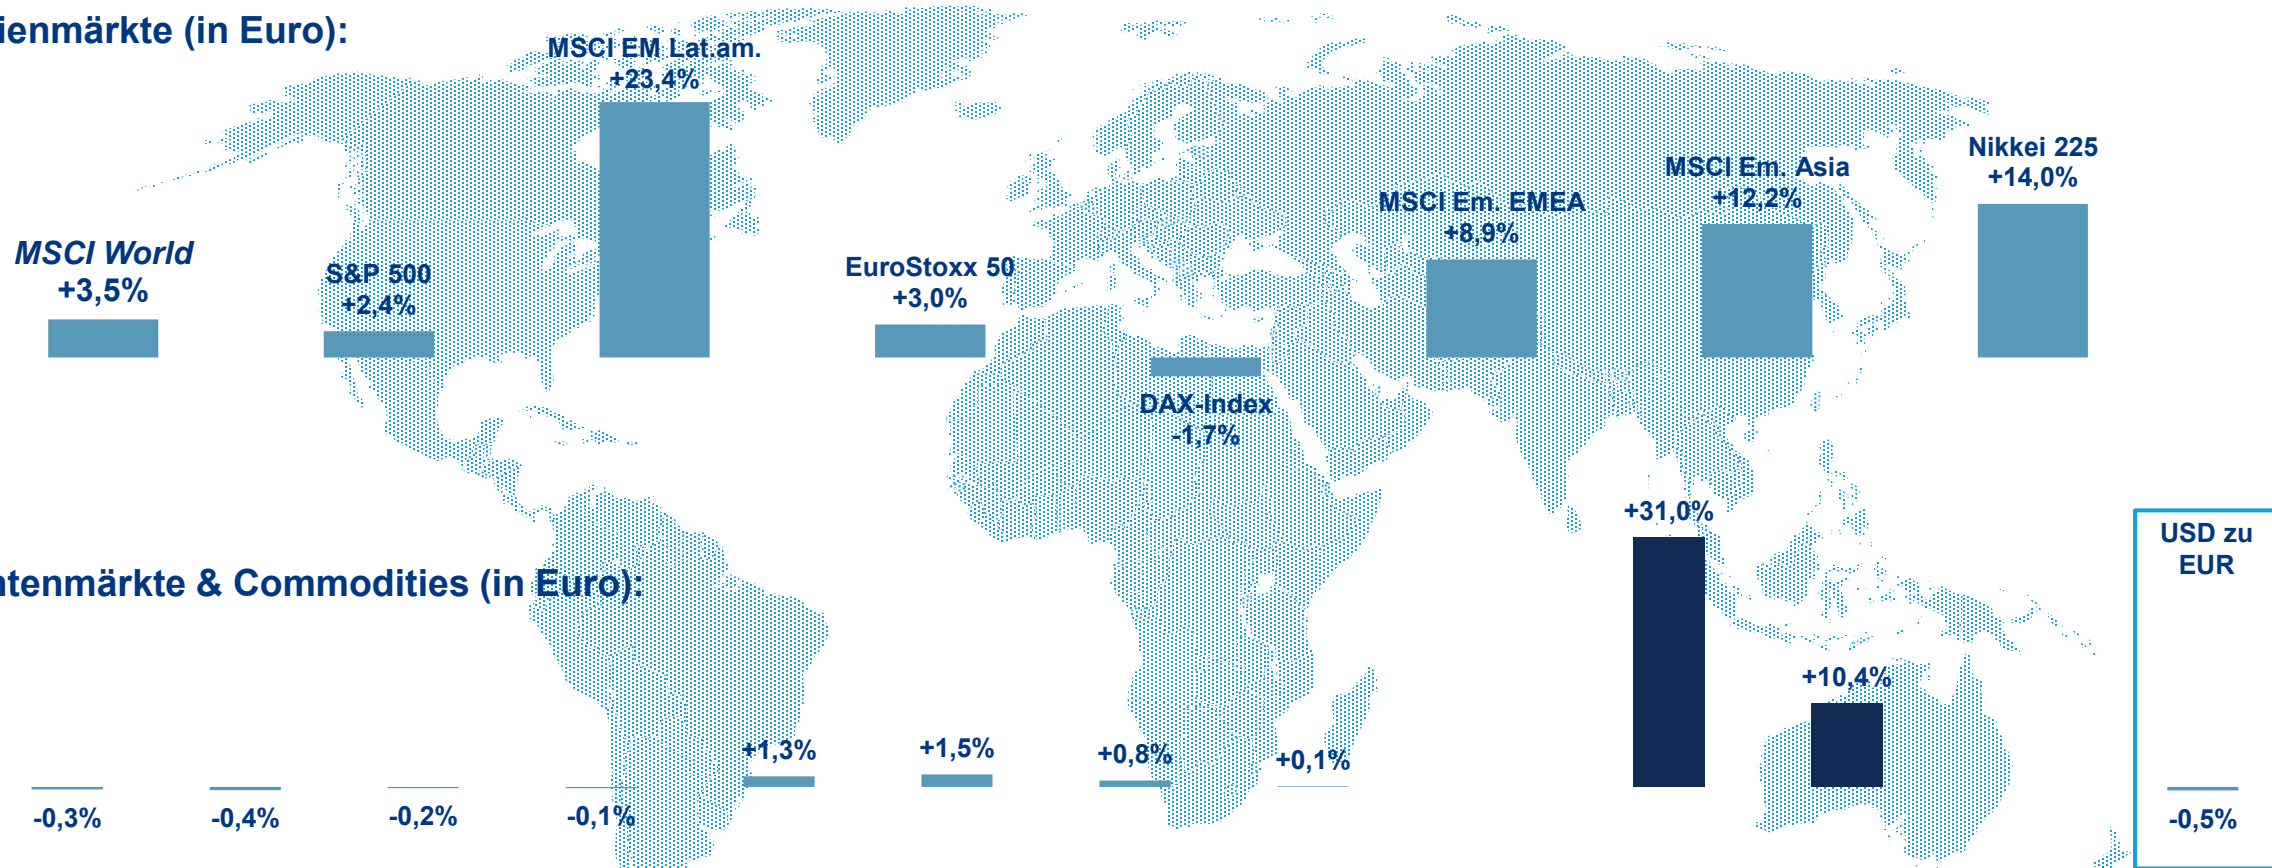 ienmärkte (in Euro):
MSCI EM Lat.am.
+23,4%
Nikkei 225
+14,0%
MSCI Em. Asia
+12,2%
MSCI Em. EMEA
+8,9%
MSCI World
+3,5%
S&P 500
+2,4%
EuroStoxx 50
+3,0%
DAX-Index
-1,7%
ntenmärkte & Commodities (in Euro):
-0,3%
-0,4%
-0,2%
-0,1%
+1,3%
+1,5%
+0,8%
+0,1%
+31,0%
+10,4%
USD zu
EUR
-0,5%